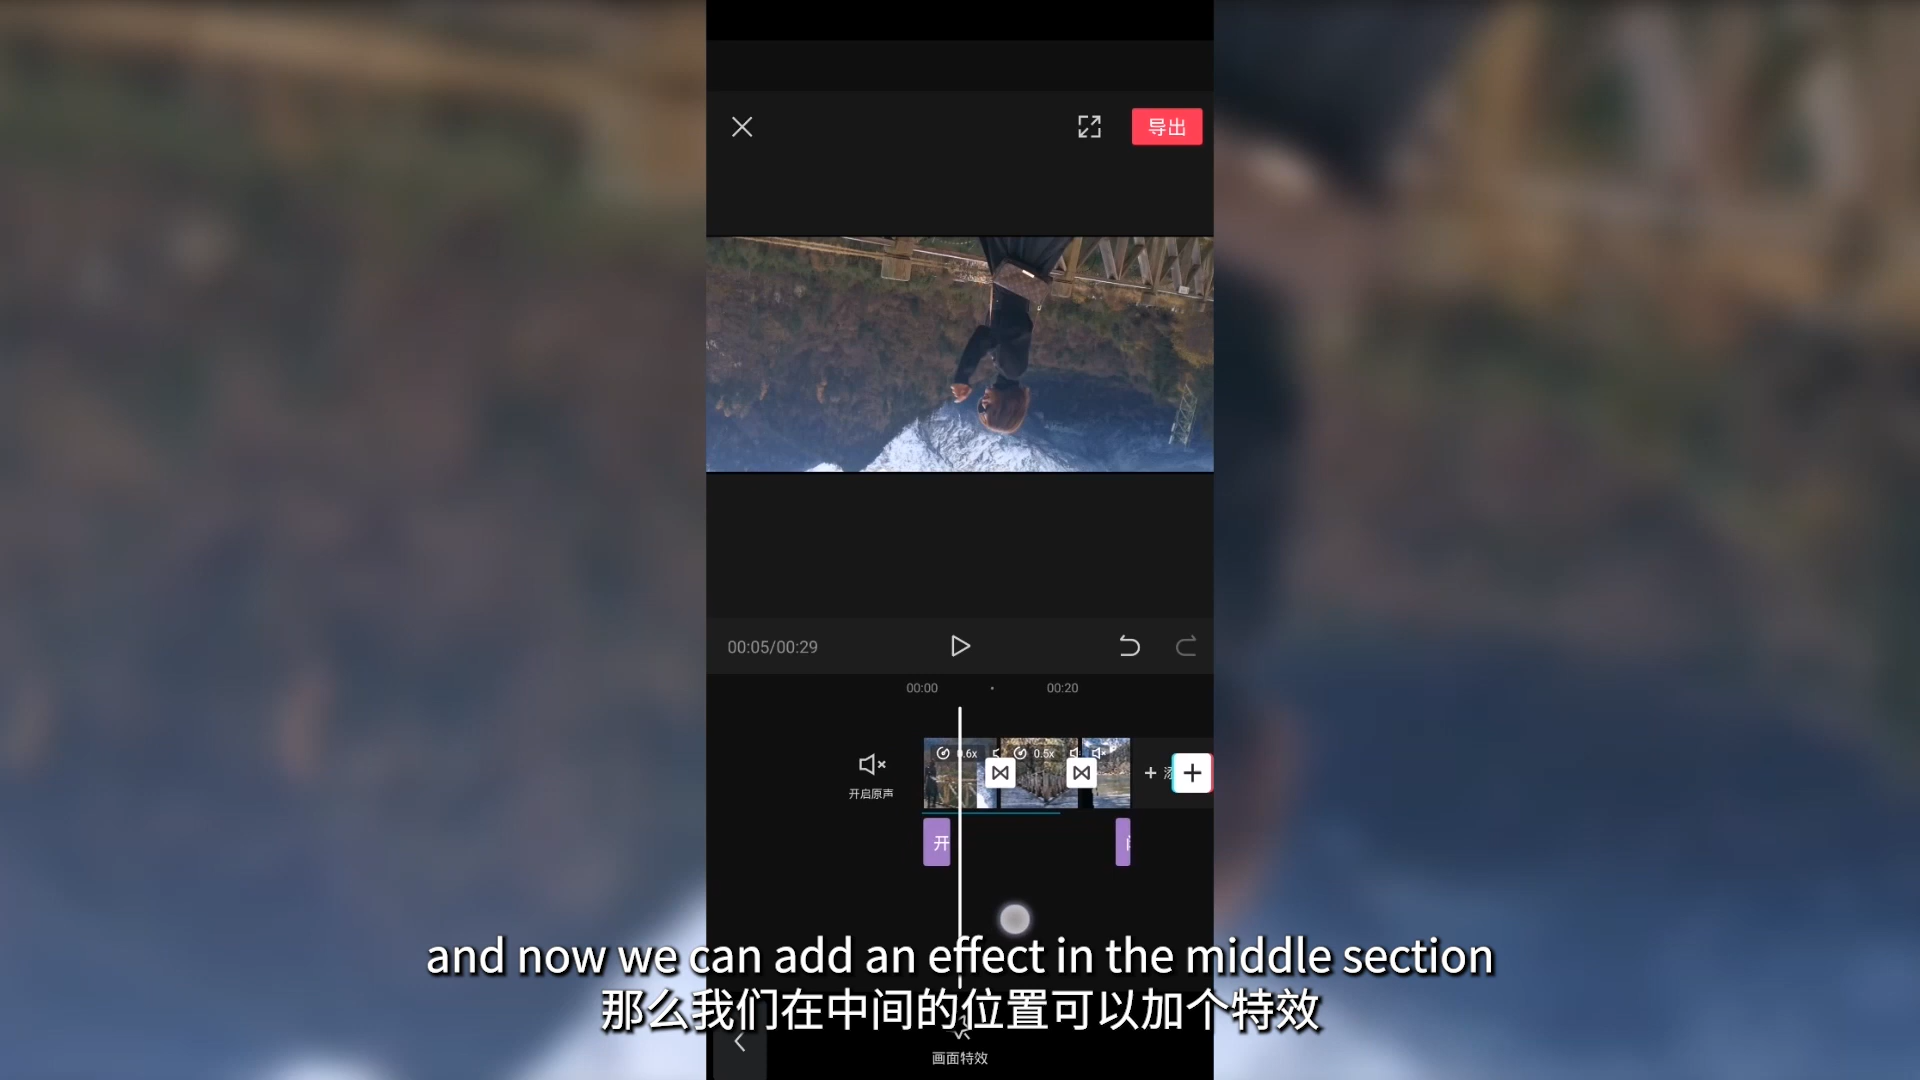 导出
00:05/00:29
00:00
00:20
0.6x
0.5x
开启原声
开
and now we can add an effect in the middle section
那么我们在中间的位置可以加个特效
画面特效